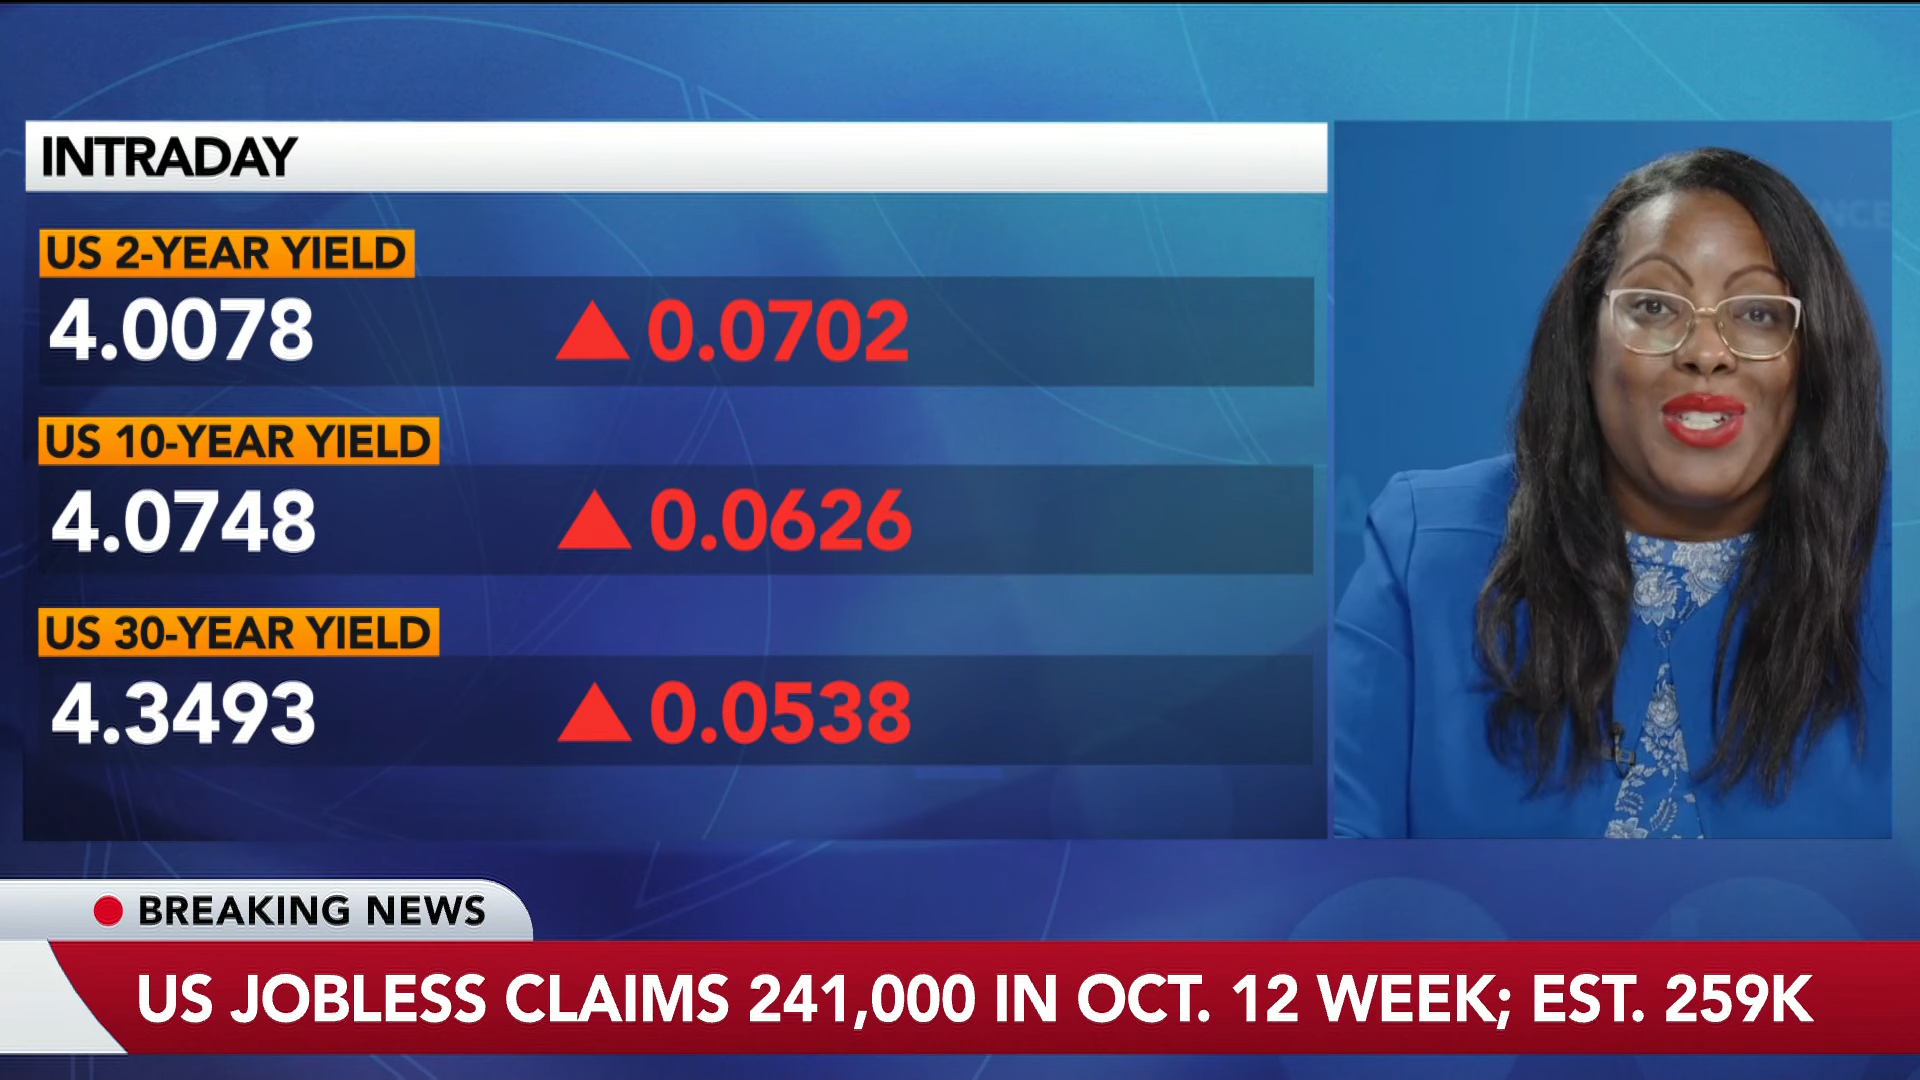 INTRADAY
US 2-YEAR YIELD
4.0078 ▲ 0.0702
US 10-YEAR YIELD
4.0748 ▲ 0.0626
US 30-YEAR YIELD
4.3493 ▲ 0.0538
BREAKING NEWS
US JOBLESS CLAIMS 241,000 IN OCT. 12 WEEK; EST. 259K